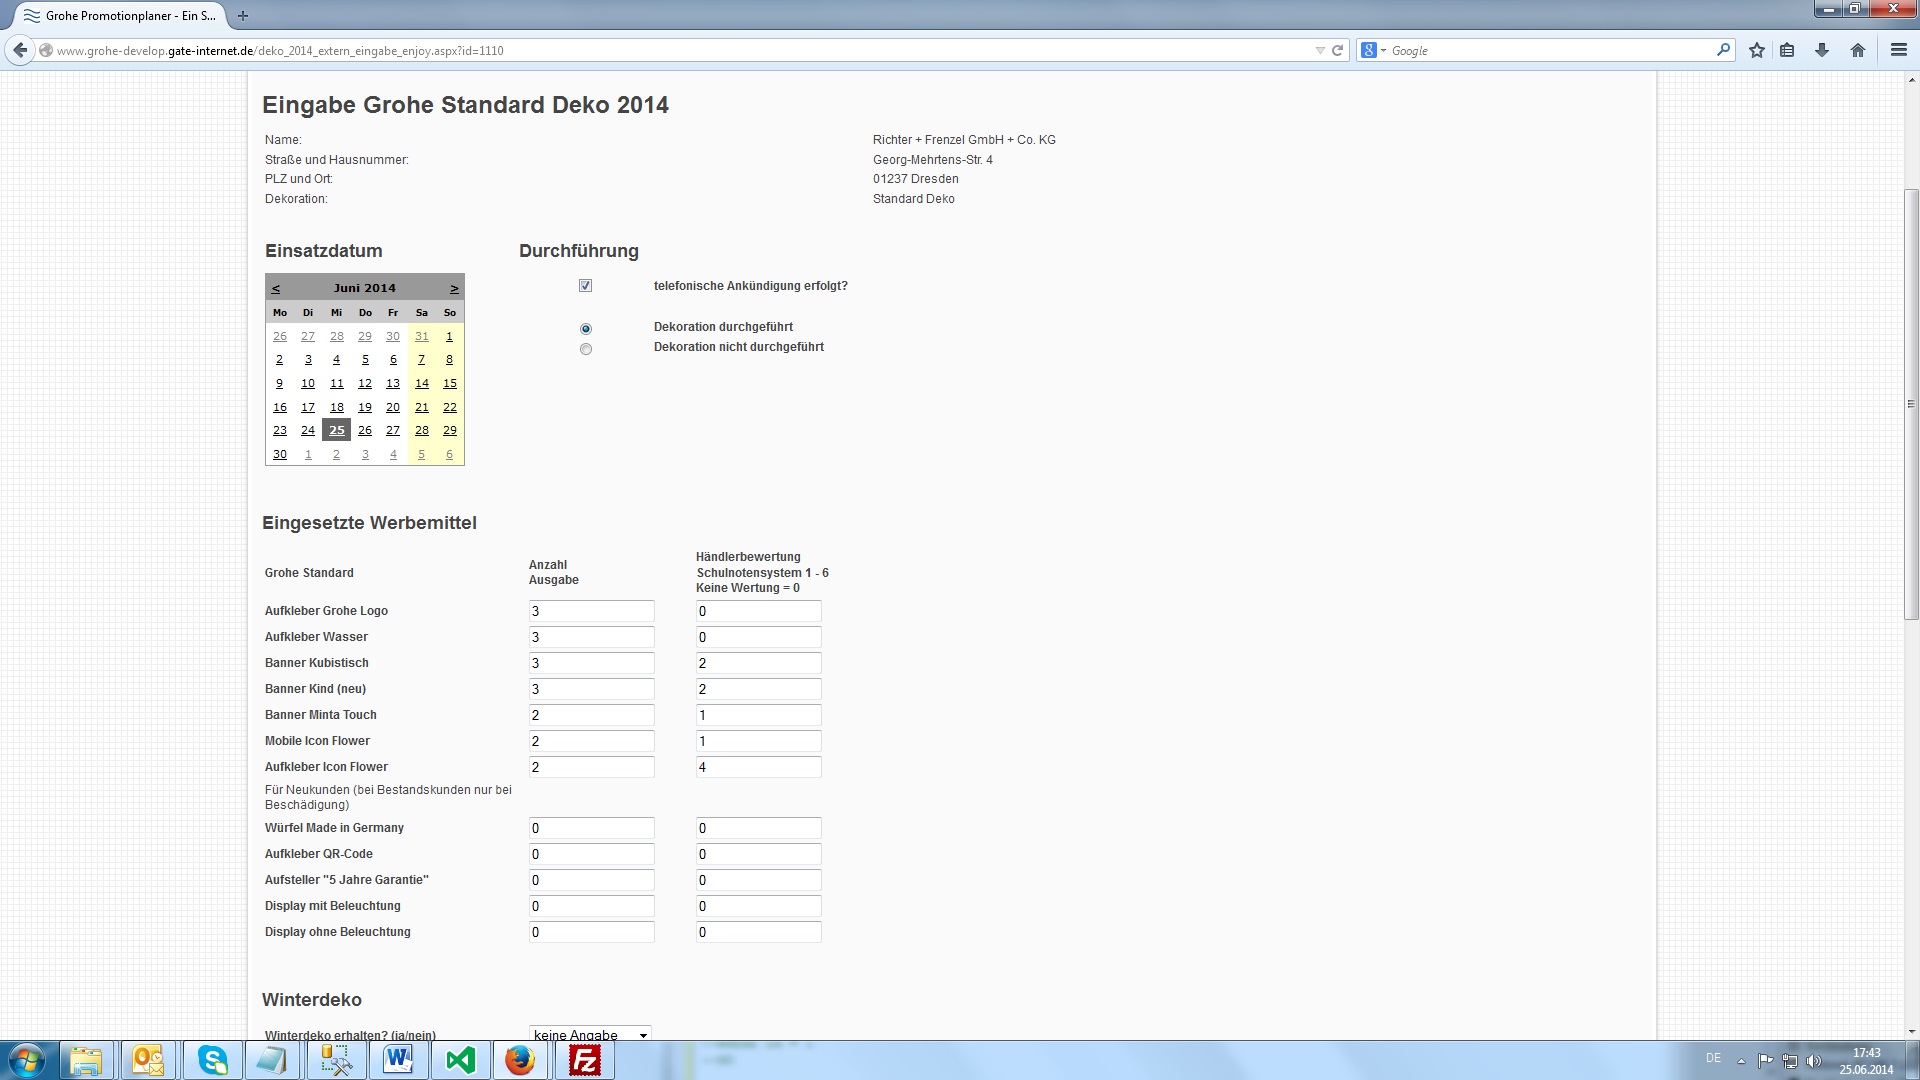 Grohe Promotionplaner - Ein S...
www.grohe-develop.gate-internet.de/deko_2014_extern_eingabe_enjoy.aspx?id=1110
Google
Eingabe Grohe Standard Deko 2014
Name: Richter + Frenzel GmbH + Co. KG
Straße und Hausnummer: Georg-Mehrtens-Str. 4
PLZ und Ort: 01237 Dresden
Dekoration: Standard Deko
Einsatzdatum
< Juni 2014 >
Mo Di Mi Do Fr Sa So
26 27 28 29 30 31 1
2 3 4 5 6 7 8
9 10 11 12 13 14 15
16 17 18 19 20 21 22
23 24 25 26 27 28 29
30 1 2 3 4 5 6
Durchführung
telefonische Ankündigung erfolgt?
Dekoration durchgeführt
Dekoration nicht durchgeführt
Eingesetzte Werbemittel
Grohe Standard
Anzahl
Ausgabe
Händlerbewertung
Schulnotensystem 1 - 6
Keine Wertung = 0
Aufkleber Grohe Logo 3 0
Aufkleber Wasser 3 0
Banner Kubistisch 3 2
Banner Kind (neu) 3 2
Banner Minta Touch 2 1
Mobile Icon Flower 2 1
Aufkleber Icon Flower 2 4
Für Neukunden (bei Bestandskunden nur bei
Beschädigung)
Würfel Made in Germany 0 0
Aufkleber QR-Code 0 0
Aufsteller "5 Jahre Garantie" 0 0
Display mit Beleuchtung 0 0
Display ohne Beleuchtung 0 0
Winterdeko
Winterdeko erhalten? (ja/nein) keine Angabe
DE
17:43
25.06.2014